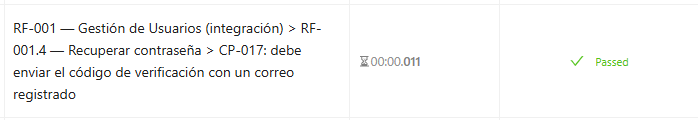 RF-001 — Gestión de Usuarios (integración) > RF-
001.4 — Recuperar contraseña > CP-017: debe
enviar el código de verificación con un correo
registrado
00:00.011
Passed